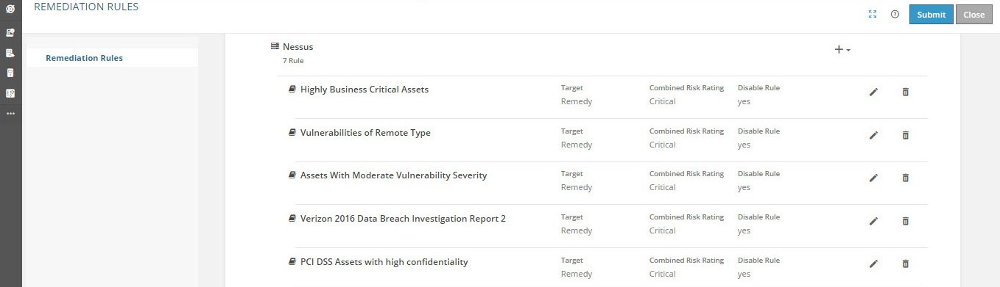 REMEDIATION RULES
Submit
Close
Remediation Rules
Nessus
7 Rule
Highly Business Critical Assets
Target
Remedy
Combined Risk Rating
Critical
Disable Rule
yes
Vulnerabilities of Remote Type
Target
Remedy
Combined Risk Rating
Critical
Disable Rule
yes
Assets With Moderate Vulnerability Severity
Target
Remedy
Combined Risk Rating
Critical
Disable Rule
yes
Verizon 2016 Data Breach Investigation Report 2
Target
Remedy
Combined Risk Rating
Critical
Disable Rule
yes
PCI DSS Assets with high confidentiality
Target
Remedy
Combined Risk Rating
Critical
Disable Rule
yes